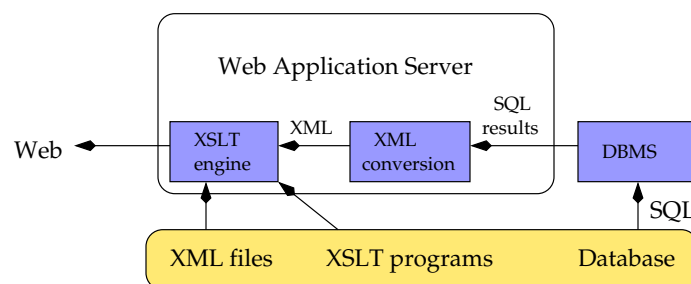 Web Application Server
SQL
results
XML
Web
XSLT
engine
XML
conversion
DBMS
SQL
XML files
XSLT programs
Database